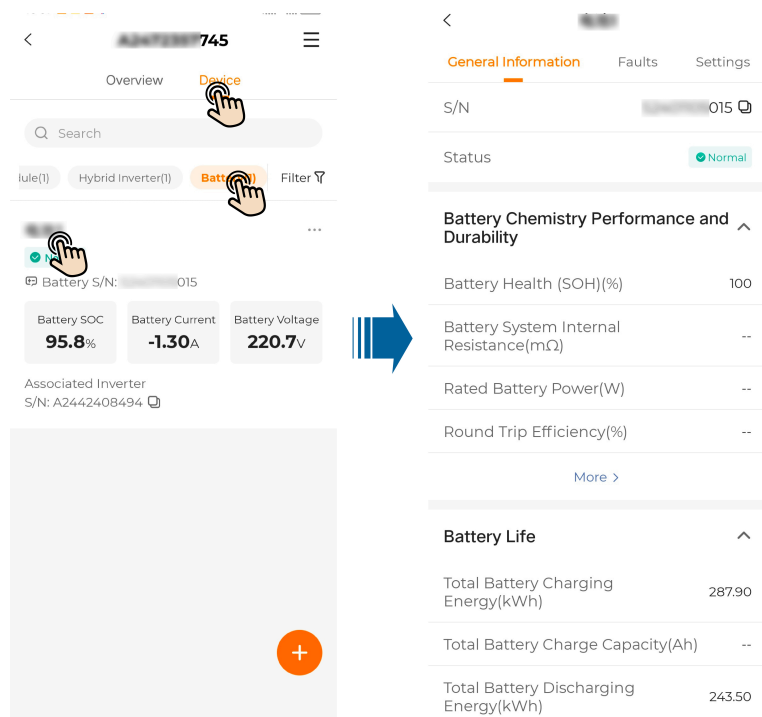 745
Overview
Device
Search
lule(1)
Hybrid Inverter(1)
Filter
Battery S/N: 015
Battery SOC
95.8%
Battery Current
-1.30A
Battery Voltage
220.7V
Associated Inverter
S/N: A2442408494
General Information
Faults
Settings
S/N
015
Status
Normal
Battery Chemistry Performance and
Durability
Battery Health (SOH)(%)
100
Battery System Internal
Resistance(mΩ)
--
Rated Battery Power(W)
--
Round Trip Efficiency(%)
--
More >
Battery Life
Total Battery Charging
Energy(kWh)
287.90
Total Battery Charge Capacity(Ah)
--
Total Battery Discharging
Energy(kWh)
243.50